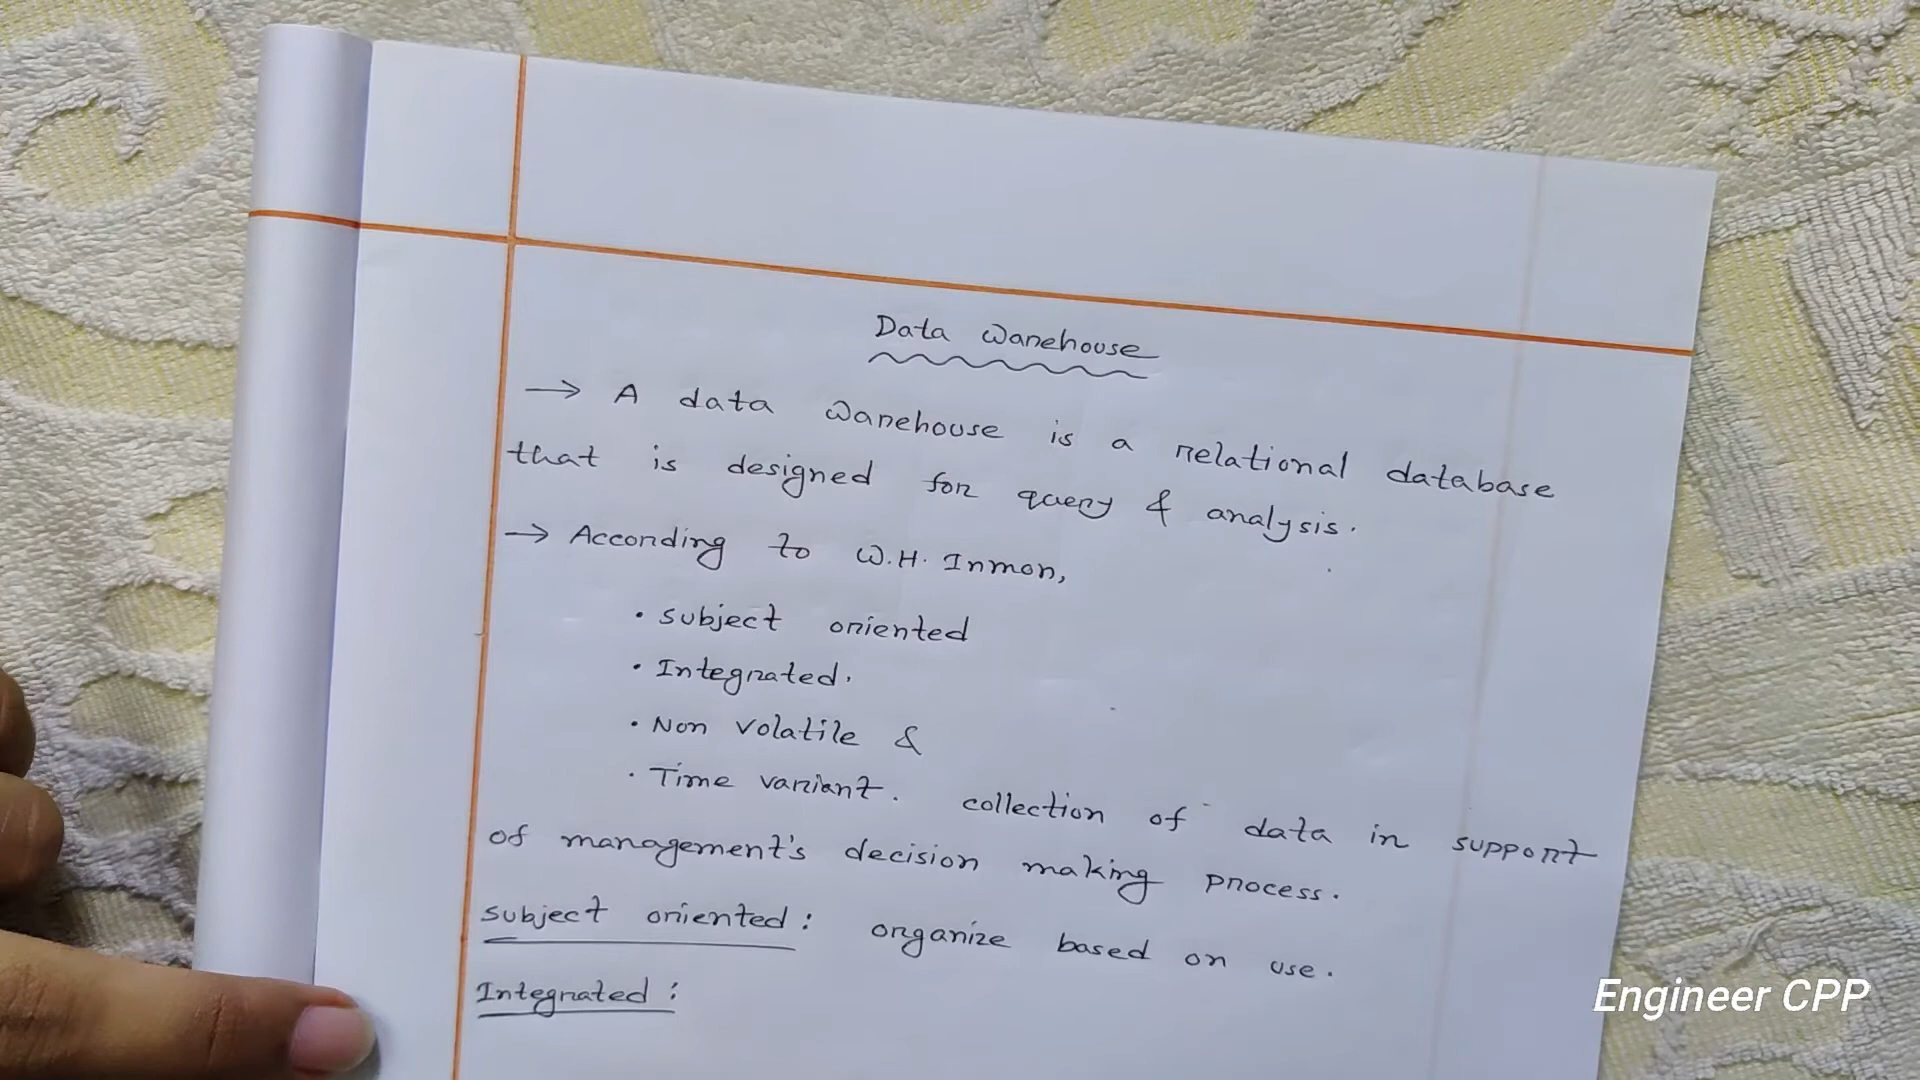 Data Warehouse
→ A data Warehouse is a relational database
that is designed for query & analysis.
→ According to W.H. Inmon,
• subject oriented
• Integrated.
• Non volatile &
• Time variant. collection of data in support
of management's decision making process.
subject oriented : organize based on use.
Integrated :
Engineer CPP